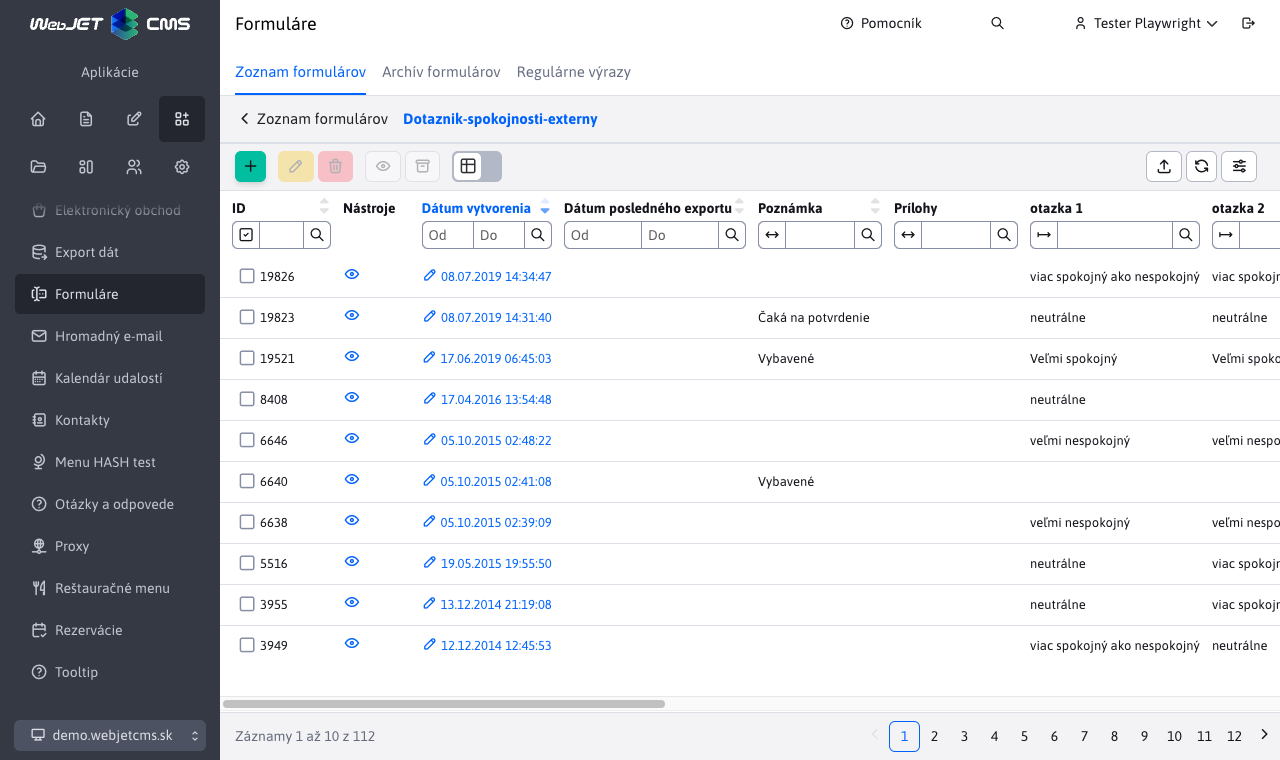 WebJET CMS
Formuláre
Pomocník
Tester Playwright
Aplikácie
Zoznam formulárov Archív formulárov Regulárne výrazy
Zoznam formulárov Dotaznik-spokojnosti-externy
Elektronický obchod
Export dát
Formuláre
Hromadný e-mail
Kalendár udalostí
Kontakty
Menu HASH test
Otázky a odpovede
Proxy
Reštauračné menu
Rezervácie
Tooltip
demo.webjetcms.sk
ID Nástroje Dátum vytvorenia Dátum posledného exportu Poznámka Prílohy otazka 1 otazka 2
Od Do Od Do
19826 08.07.2019 14:34:47 viac spokojný ako nespokojný viac spokojn
19823 08.07.2019 14:31:40 Čaká na potvrdenie neutrálne neutrálne
19521 17.06.2019 06:45:03 Vybavené Veľmi spokojný Veľmi spoko
8408 17.04.2016 13:54:48 neutrálne
6646 05.10.2015 02:48:22 veľmi nespokojný veľmi nespo
6640 05.10.2015 02:41:08 Vybavené
6638 05.10.2015 02:39:09 veľmi nespokojný veľmi nespo
5516 19.05.2015 19:55:50 neutrálne viac spokojn
3955 13.12.2014 21:19:08 neutrálne viac spokojn
3949 12.12.2014 12:45:53 viac spokojný ako nespokojný neutrálne
Záznamy 1 až 10 z 112
1 2 3 4 5 6 7 8 9 10 11 12